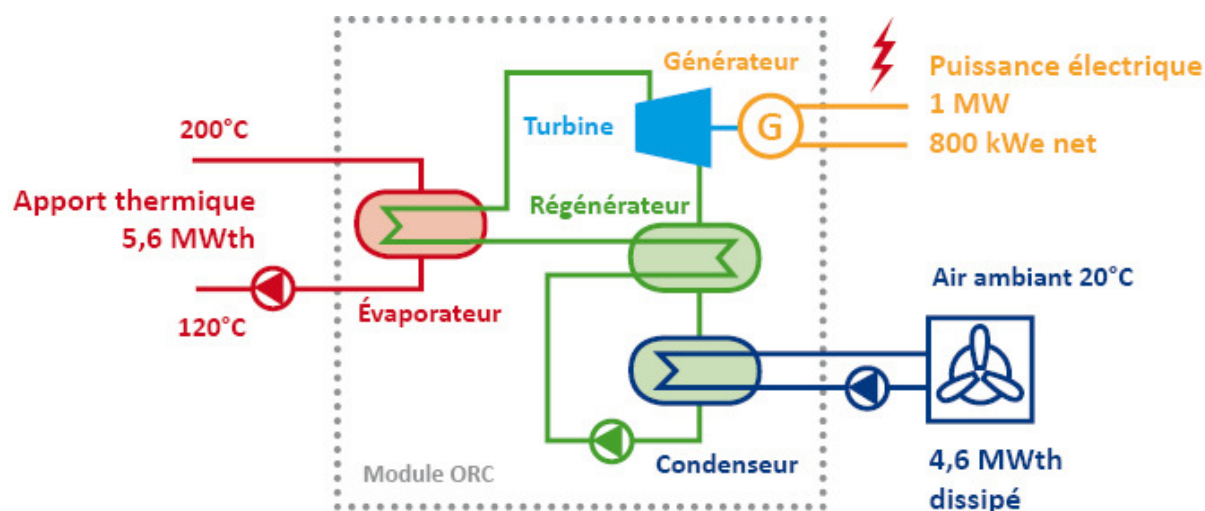 Générateur
Puissance électrique
1 MW
800 kWe net
G
Turbine
200°C
Apport thermique
5,6 MWth
120°C
Régénérateur
Évaporateur
Air ambiant 20°C
Condenseur
Module ORC
4,6 MWth
dissipé